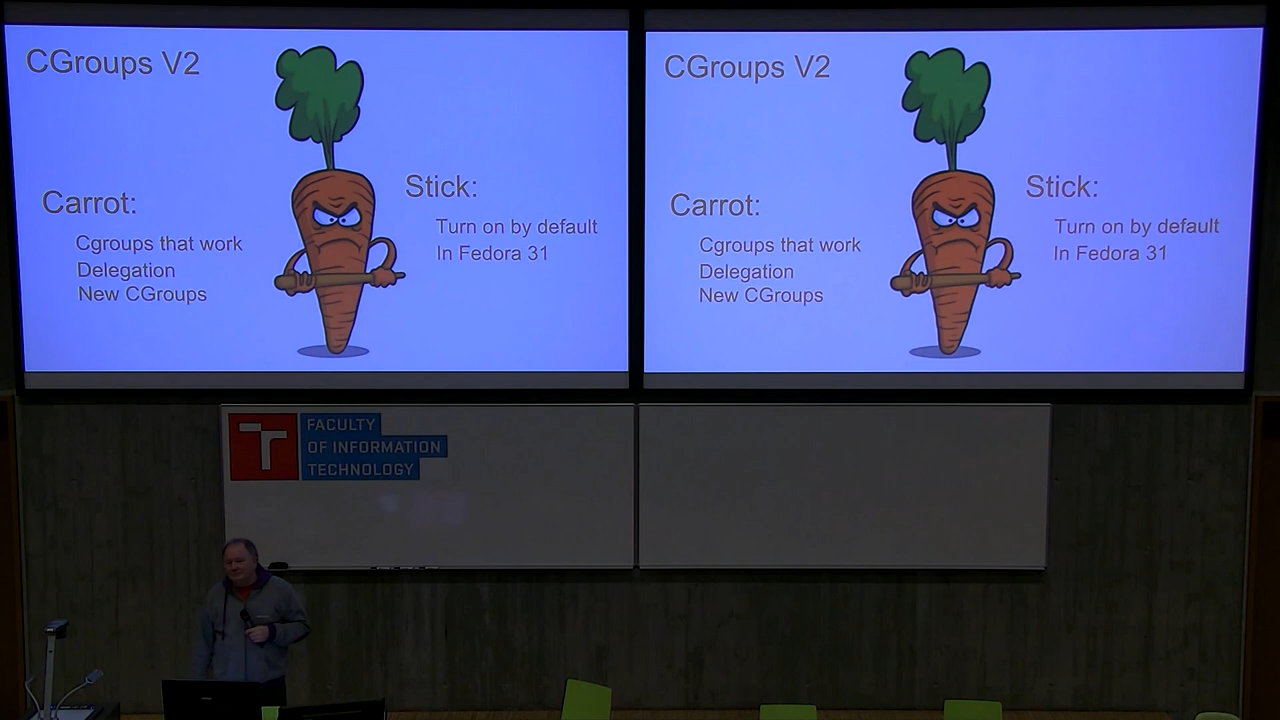 CGroups V2
Carrot:
Cgroups that work
Delegation
New CGroups
Stick:
Turn on by default
In Fedora 31
CGroups V2
Carrot:
Cgroups that work
Delegation
New CGroups
Stick:
Turn on by default
In Fedora 31
T
FACULTY
OF INFORMATION
TECHNOLOGY